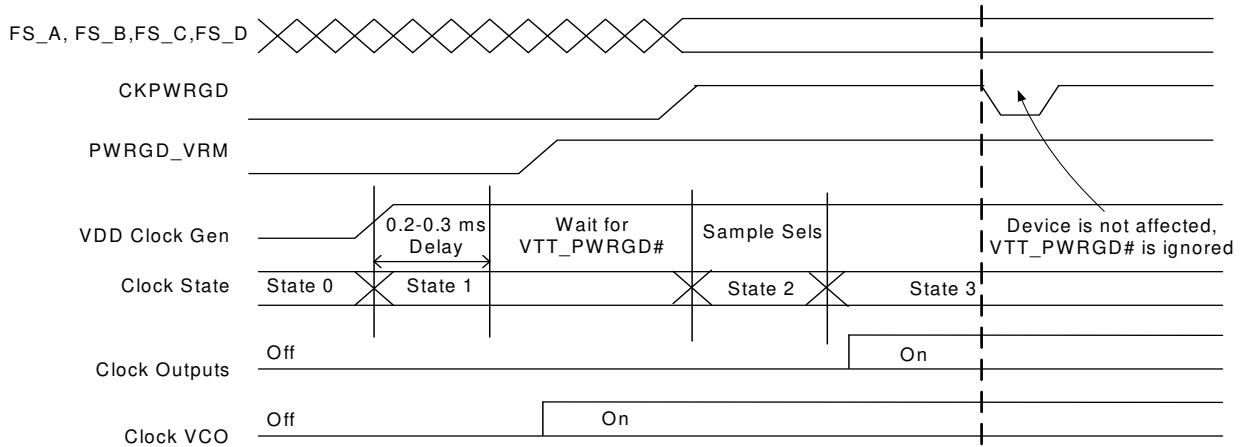 FS_A, FS_B,FS_C,FS_D
CKPWRGD
PWRGD_VRM
VDD Clock Gen
0.2-0.3 ms
Delay
Wait for
VTT_PWRGD#
Sample Sels
Device is not affected,
VTT_PWRGD# is ignored
Clock State
State 0
State 1
State 2
State 3
Clock Outputs
Off
On
Clock VCO
Off
On